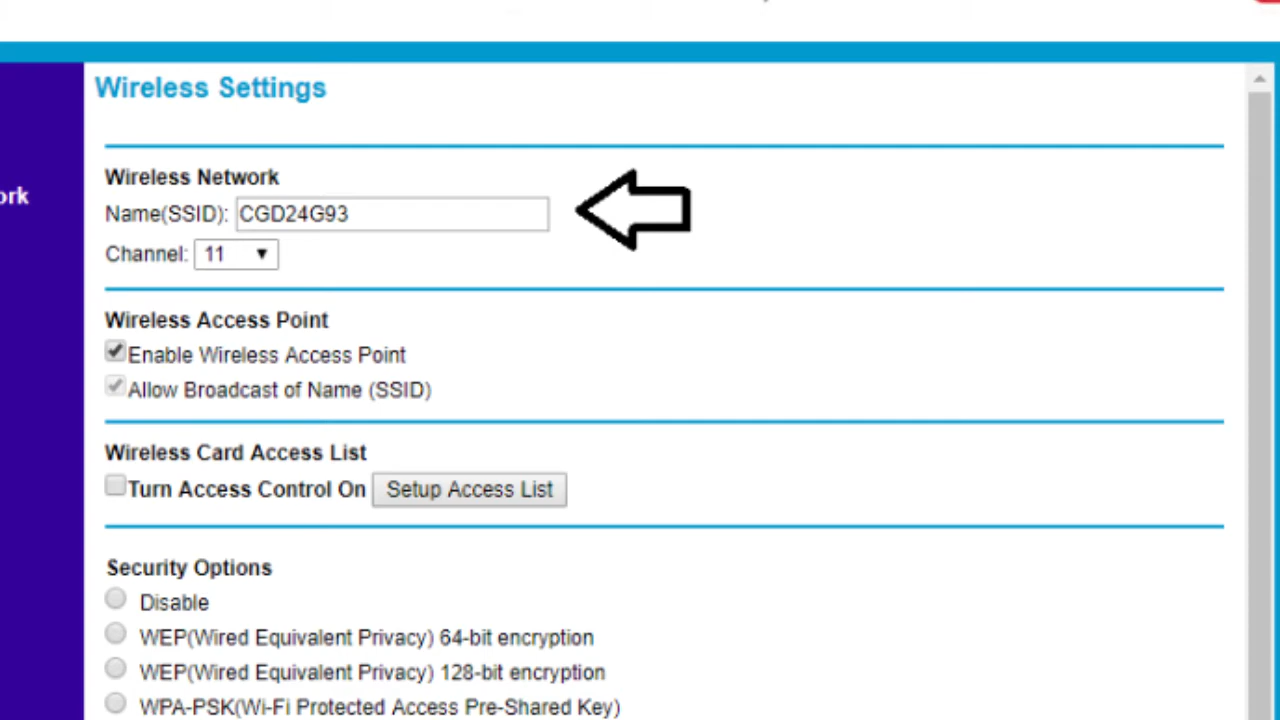 Wireless Settings
Wireless Network
ork
Name(SSID): CGD24G93
Channel: 11
Wireless Access Point
Enable Wireless Access Point
Allow Broadcast of Name (SSID)
Wireless Card Access List
Turn Access Control On Setup Access List
Security Options
Disable
WEP(Wired Equivalent Privacy) 64-bit encryption
WEP(Wired Equivalent Privacy) 128-bit encryption
WPA-PSK(Wi-Fi Protected Access Pre-Shared Key)